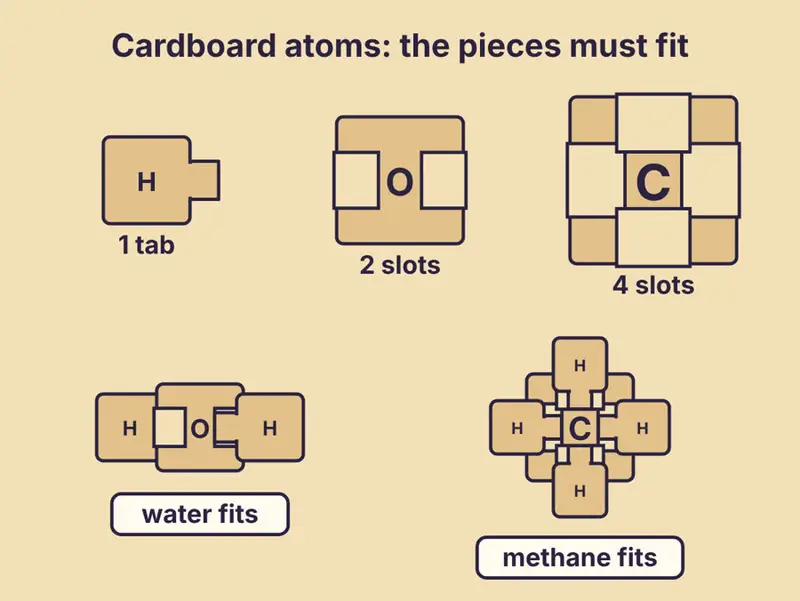 Cardboard atoms: the pieces must fit
H
O
C
1 tab
2 slots
4 slots
H O H
water fits
H
H C H
H
methane fits